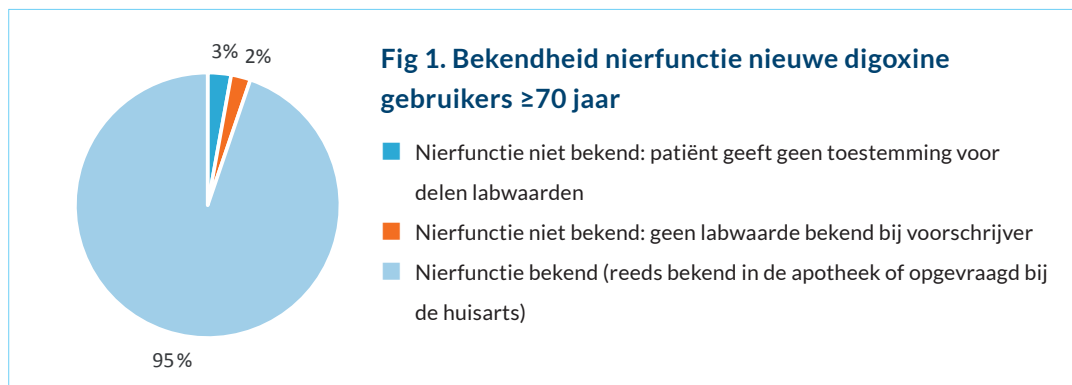 3% 2%
Fig 1. Bekendheid nierfunctie nieuwe digoxine
gebruikers ≥70 jaar
Nierfunctie niet bekend: patiënt geeft geen toestemming voor
delen labwaarden
Nierfunctie niet bekend: geen labwaarde bekend bij voorschrijver
Nierfunctie bekend (reeds bekend in de apotheek of opgevraagd bij
de huisarts)
95%